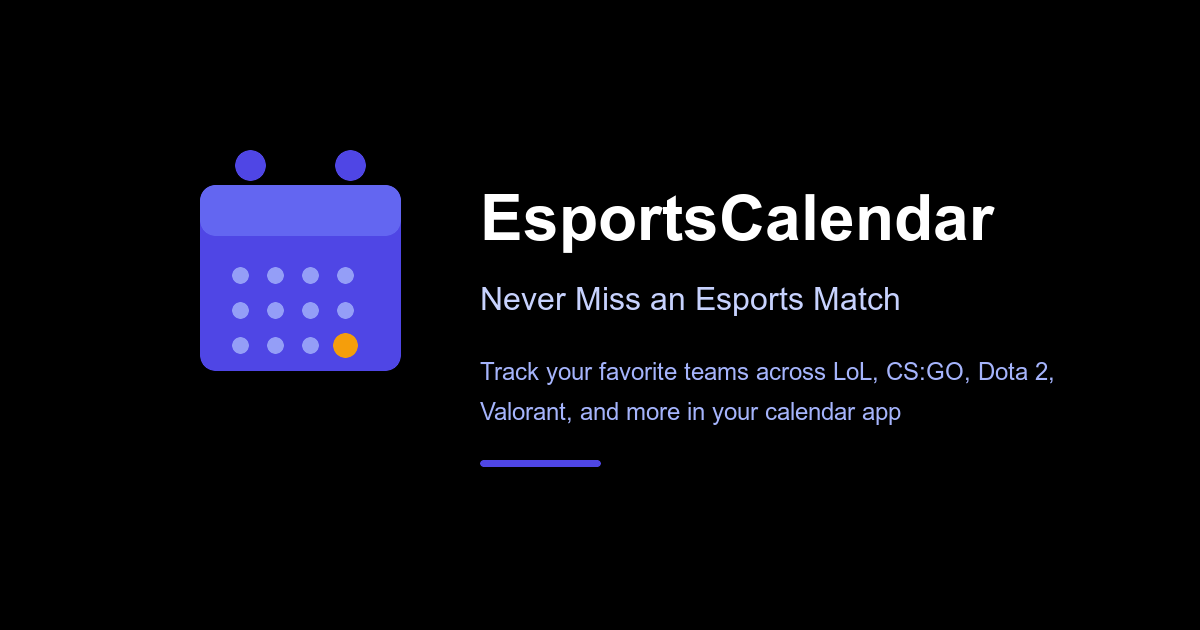 EsportsCalendar
Never Miss an Esports Match
Track your favorite teams across LoL, CS:GO, Dota 2,
Valorant, and more in your calendar app